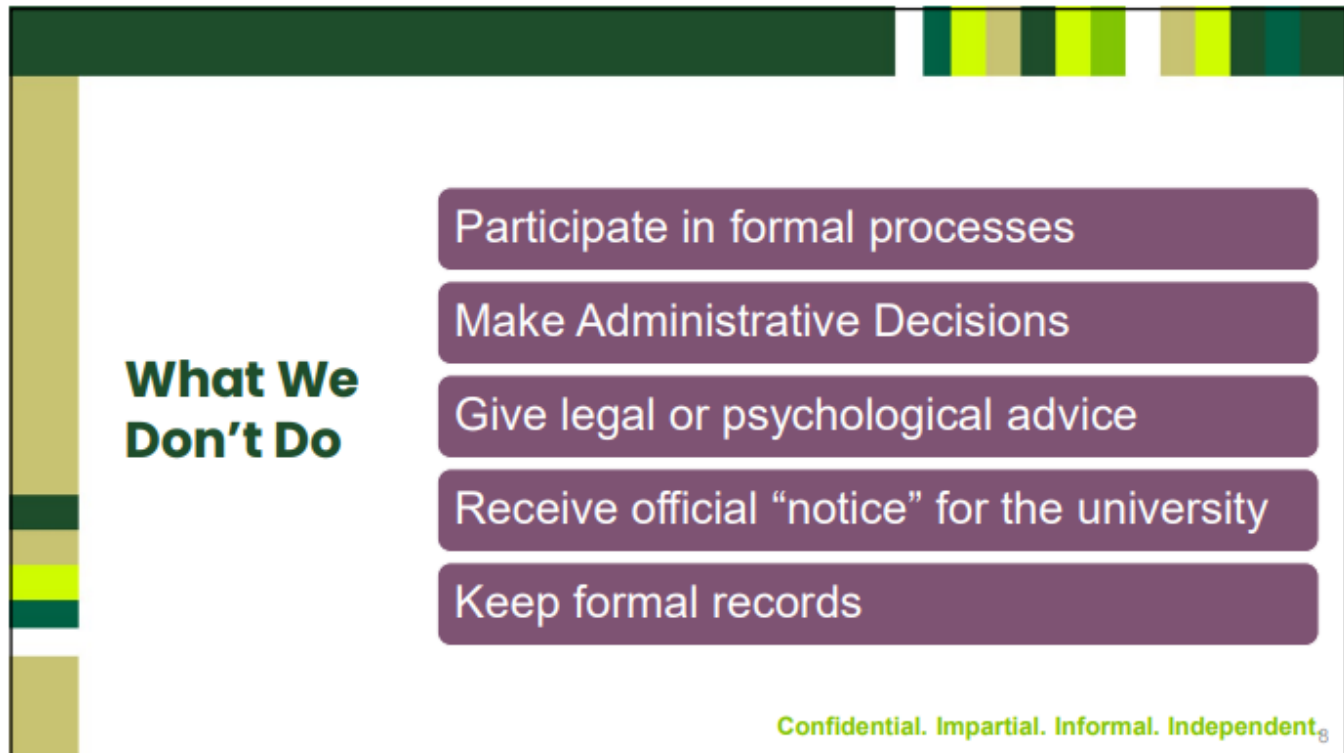 What We
Don’t Do
Participate in formal processes
Make Administrative Decisions
Give legal or psychological advice
Receive official “notice” for the university
Keep formal records
Confidential. Impartial. Informal. Independent.
8